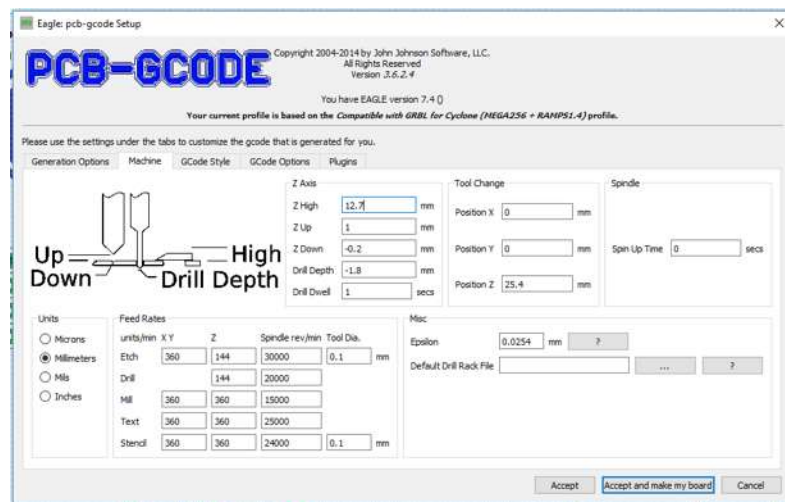 Eagle: pcb-gcode Setup
PCB-GCODE
Copyright 2004-2014 by John Johnson Software, LLC.
All Rights Reserved
Version 3.6.2.4
You have EAGLE version 7.4 ()
Your current profile is based on the Compatible with GRBL for Cyclone (MEGA256 + RAMPS1.4) profile.
Please use the settings under the tabs to customize the gcode that is generated for you.
Generation Options Machine GCode Style GCode Options Plugins
Up
Down
High
Drill Depth
Z Axis
Z High 12.7 mm
Z Up 1 mm
Z Down -0.2 mm
Drill Depth -1.8 mm
Drill Dwell 1 secs
Tool Change
Position X 0 mm
Position Y 0 mm
Position Z 25.4 mm
Spindle
Spin Up Time 0 secs
Units
Microns
Millimeters
Mils
Inches
Feed Rates
units/min X Y Z Spindle rev/min Tool Dia.
Etch 360 144 30000 0.1 mm
Drill 144 20000
Mill 360 360 15000
Text 360 360 25000
Stencil 360 360 24000 0.1 mm
Misc
Epsilon 0.0254 mm ?
Default Drill Rack File ... ?
Accept Accept and make my board Cancel